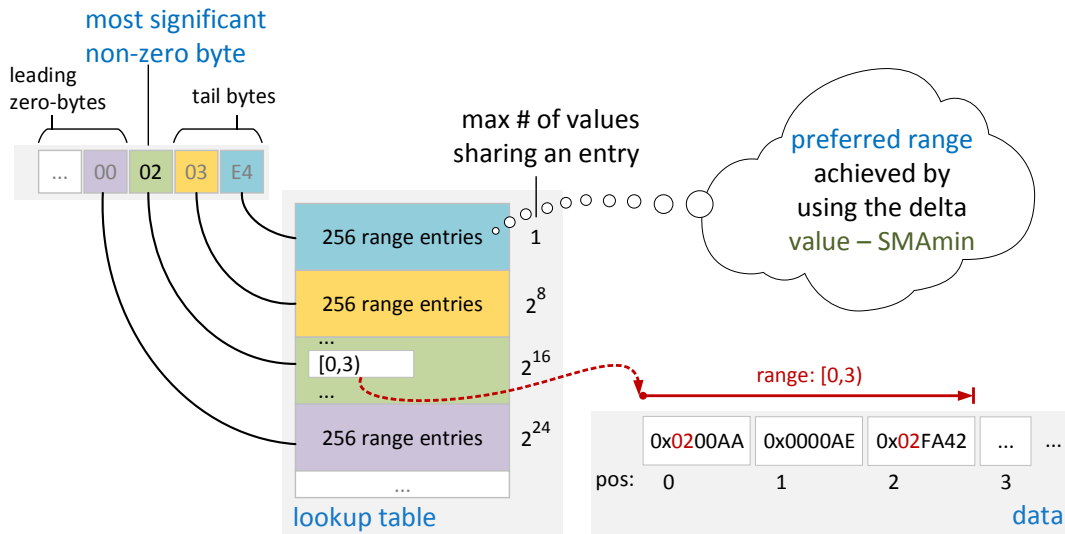 most significant
non-zero byte
leading
zero-bytes
tail bytes
... 00 02 03 E4
max # of values
sharing an entry
preferred range
achieved by
using the delta
value – SMAmin
256 range entries 1
256 range entries 2^8
...
[0,3) 2^16
...
256 range entries 2^24
...
lookup table
range: [0,3)
0x0200AA 0x0000AE 0x02FA42 ... ...
pos: 0 1 2 3
data